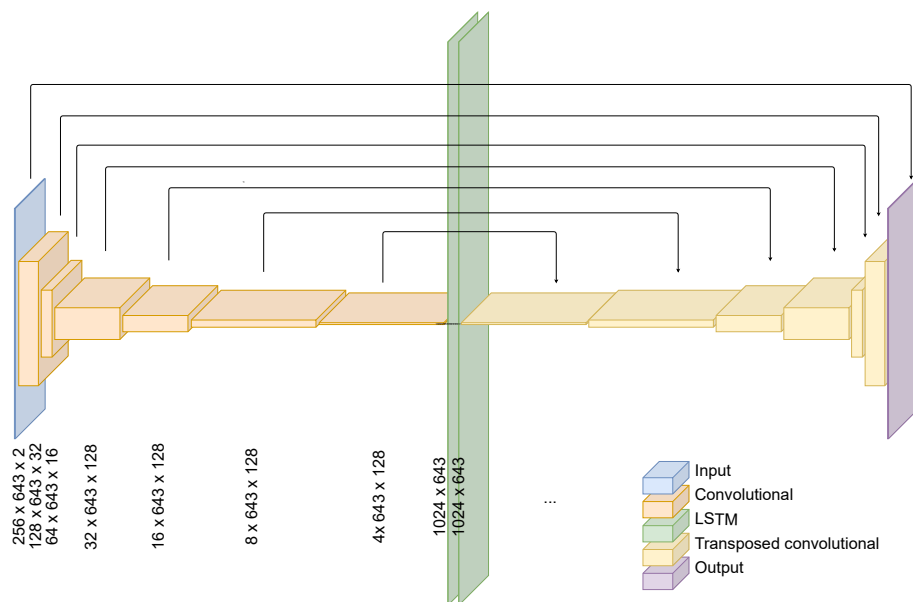 256 x 643 x 2
128 x 643 x 32
64 x 643 x 16
32 x 643 x 128
16 x 643 x 128
8 x 643 x 128
4x 643 x 128
1024 x 643
1024 x 643
...
Input
Convolutional
LSTM
Transposed convolutional
Output